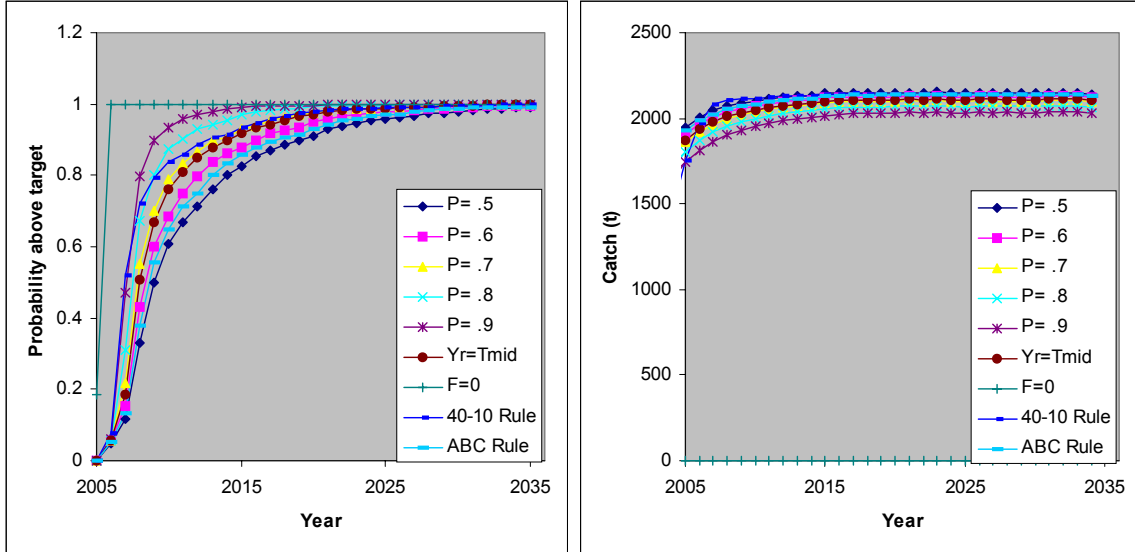 Probability above target
1.2
1
0.8
0.6
0.4
0.2
0
2005 2015 2025 2035
Year
P= .5
P= .6
P= .7
P= .8
P= .9
Yr=Tmid
F=0
40-10 Rule
ABC Rule
Catch (t)
2500
2000
1500
1000
500
0
2005 2015 2025 2035
Year
P= .5
P= .6
P= .7
P= .8
P= .9
Yr=Tmid
F=0
40-10 Rule
ABC Rule